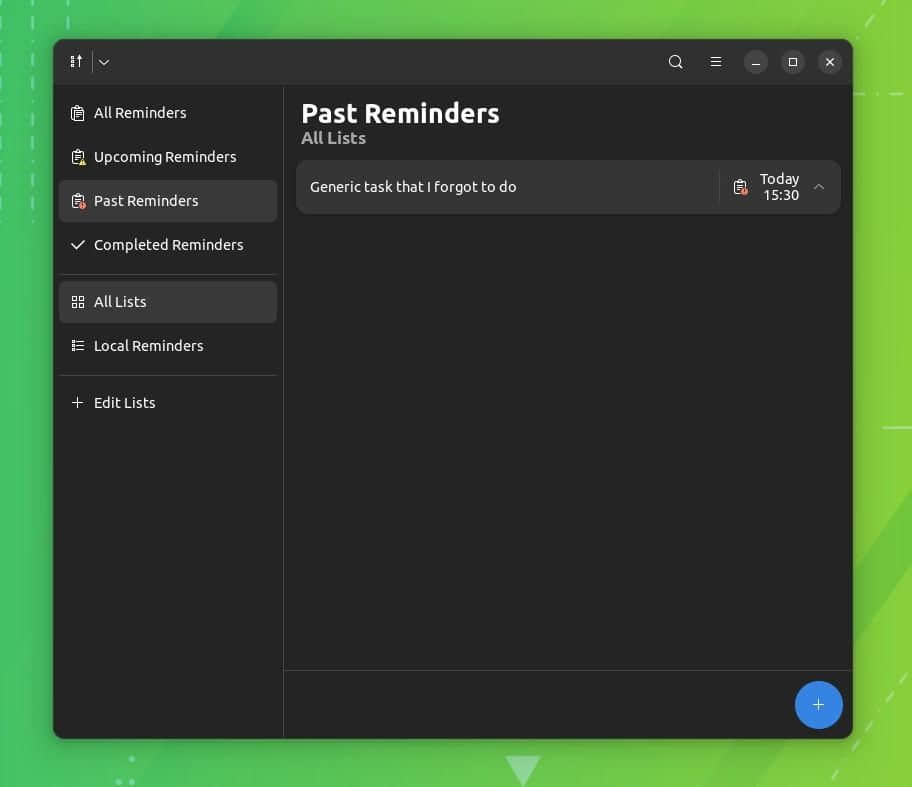 All Reminders
Upcoming Reminders
Past Reminders
Completed Reminders
All Lists
Local Reminders
Edit Lists
Past Reminders
All Lists
Generic task that I forgot to do
Today
15:30